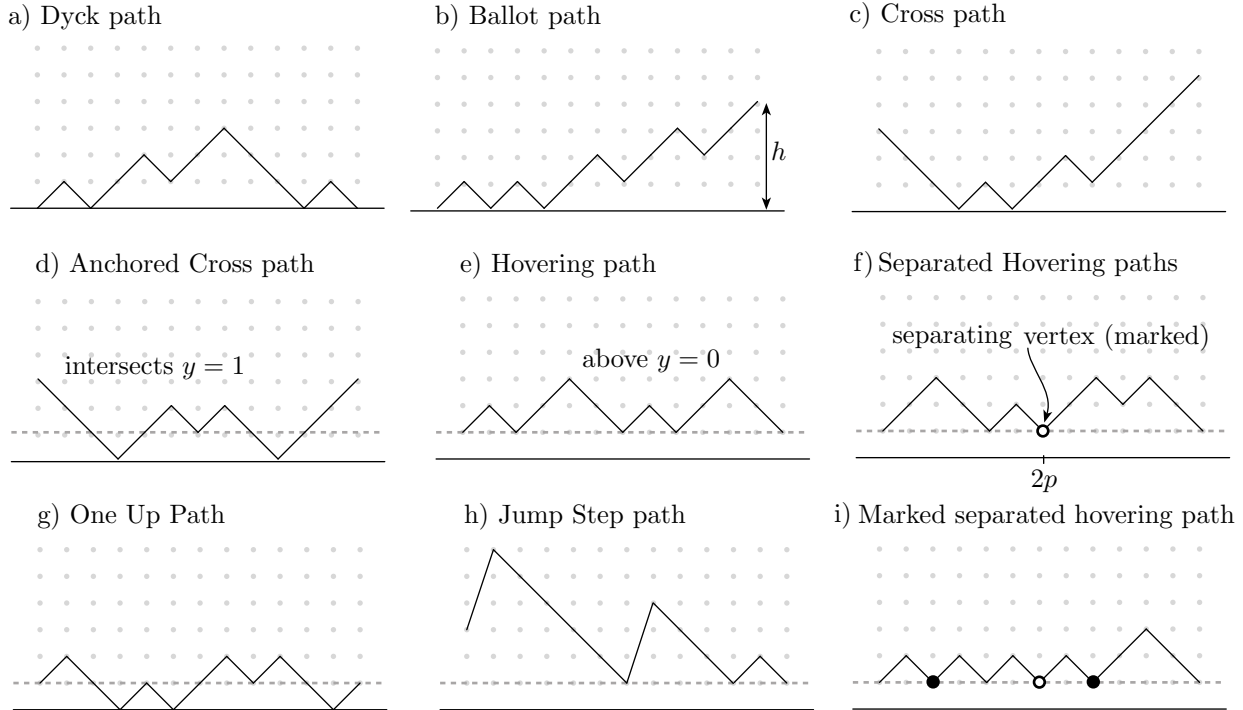 a) Dyck path
b) Ballot path
c) Cross path
h
d) Anchored Cross path
e) Hovering path
f) Separated Hovering paths
intersects y = 1
above y = 0
separating vertex (marked)
2p
g) One Up Path
h) Jump Step path
i) Marked separated hovering path